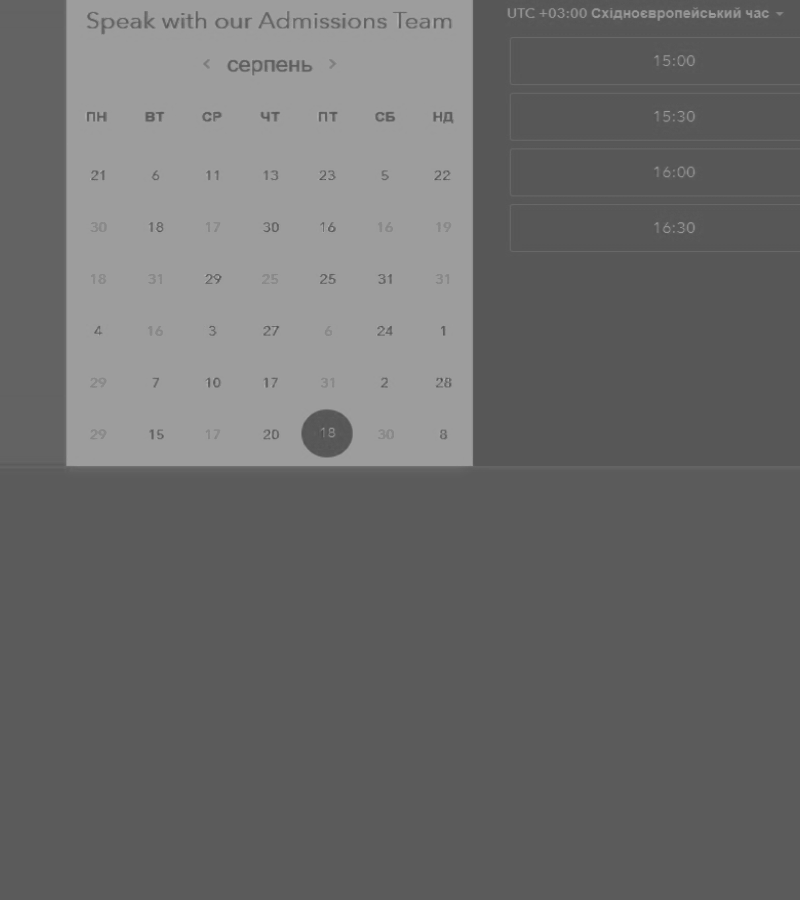 Speak with our Admissions Team
‹ серпень ›
ПН ВТ СР ЧТ ПТ СБ НД
21 6 11 13 23 5 22
30 18 17 30 16 16 19
18 31 29 25 25 31 31
4 16 3 27 6 24 1
29 7 10 17 31 2 28
29 15 17 20 18 30 8
UTC +03:00 Східноєвропейський час
15:00
15:30
16:00
16:30